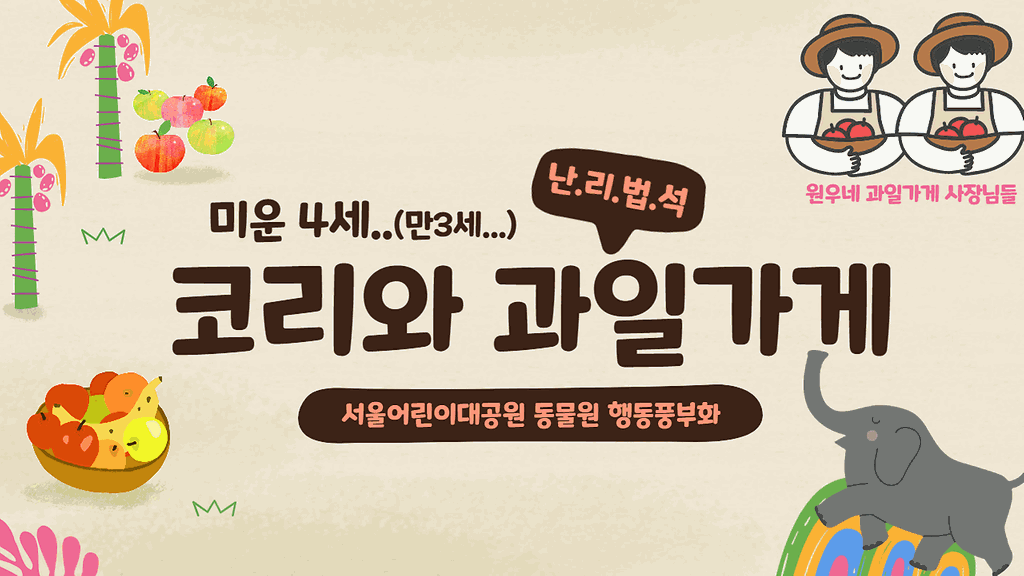 원우네 과일가게 사장님들
난.리.법.석
미운 4세..(만3세...)
코리와 과일가게
서울어린이대공원 동물원 행동풍부화